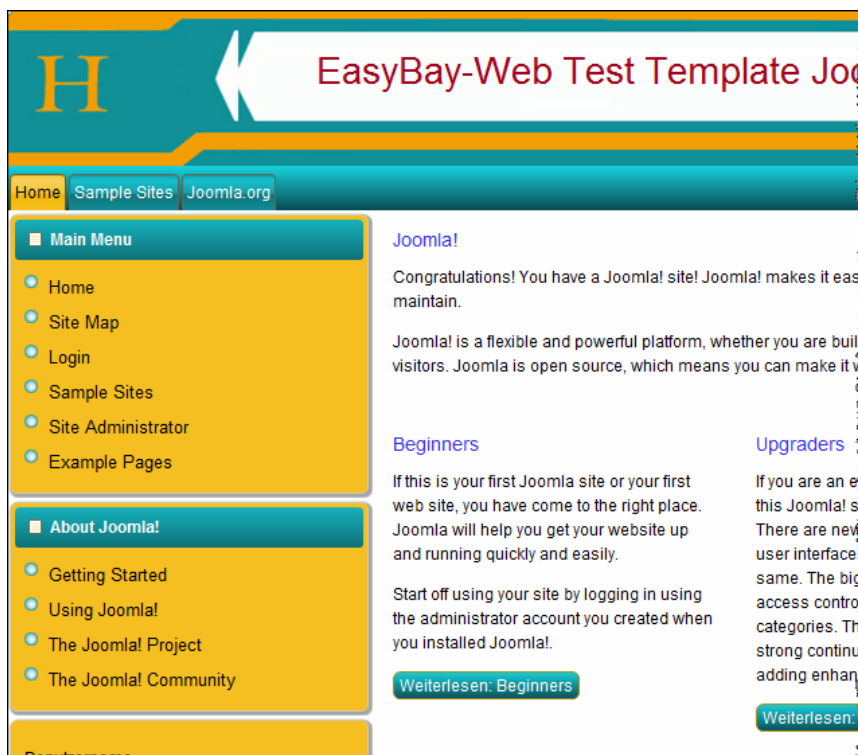 H
EasyBay-Web Test Template
Home
Sample Sites
Joomla.org
Main Menu
Home
Site Map
Login
Sample Sites
Site Administrator
Example Pages
About Joomla!
Getting Started
Using Joomla!
The Joomla! Project
The Joomla! Community
Joomla!
Congratulations! You have a Joomla! site! Joomla! makes it eas
maintain.
Joomla! is a flexible and powerful platform, whether you are buil
visitors. Joomla is open source, which means you can make it
Beginners
If this is your first Joomla site or your first
web site, you have come to the right place.
Joomla will help you get your website up
and running quickly and easily.
Start off using your site by logging in using
the administrator account you created when
you installed Joomla!.
Weiterlesen: Beginners
Upgraders
If you are an
this Joomla! s
There are new
user interface
same. The big
access contro
categories. Th
strong continu
adding enhan
Weiterlesen: